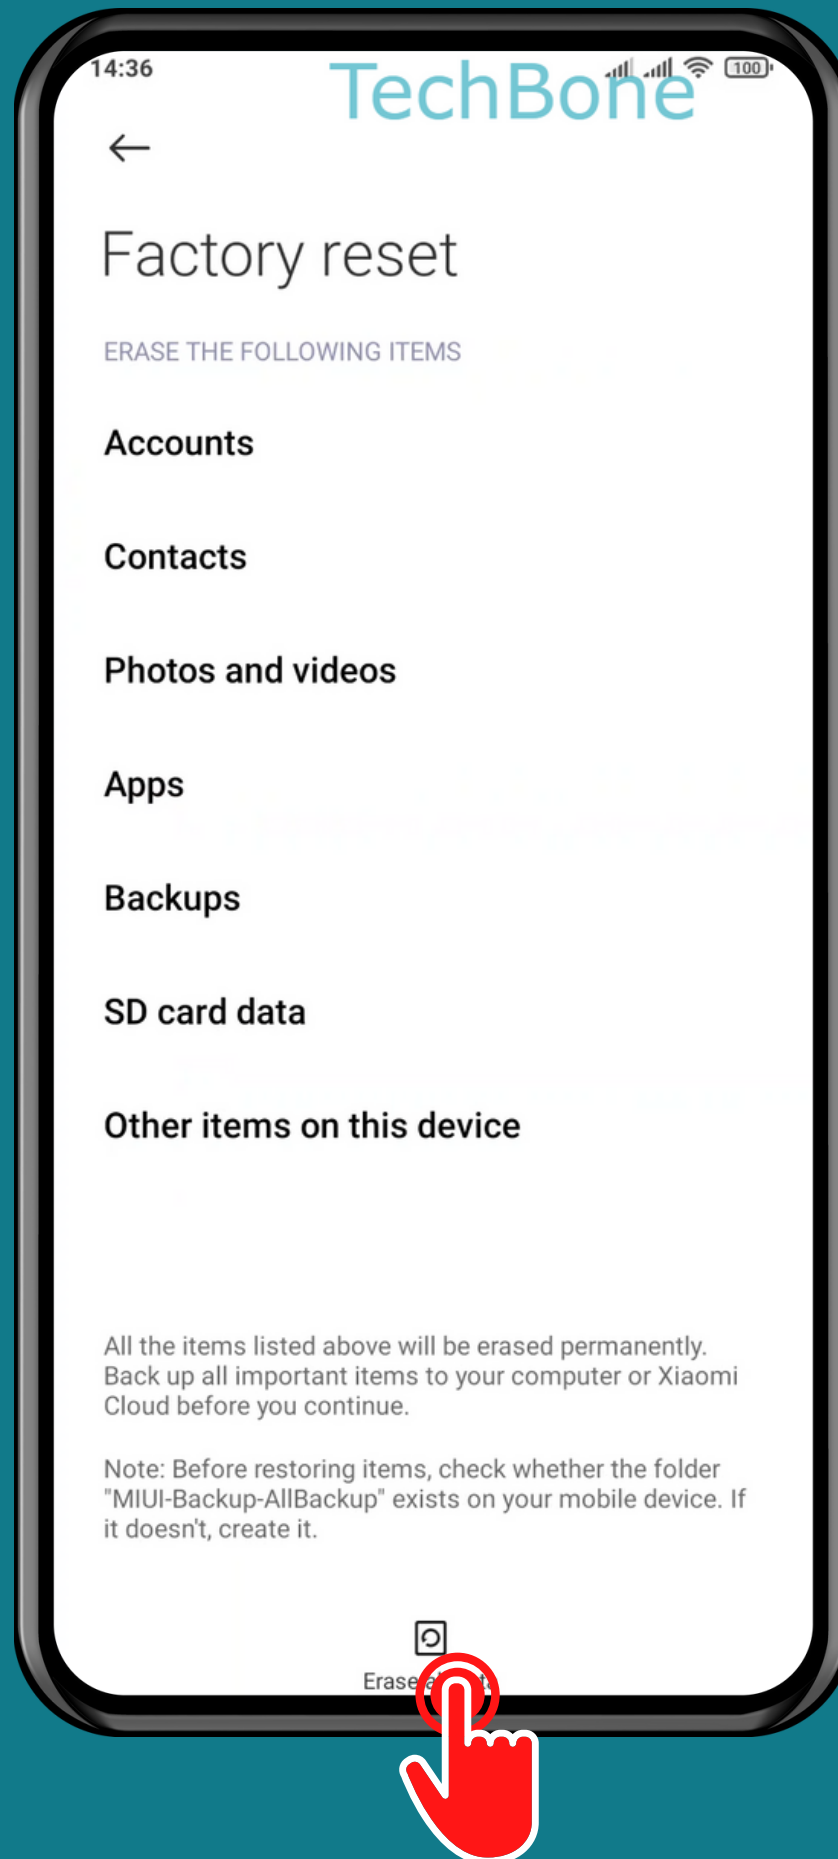 14:36
TechBone
100
Factory reset
ERASE THE FOLLOWING ITEMS
Accounts
Contacts
Photos and videos
Apps
Backups
SD card data
Other items on this device
All the items listed above will be erased permanently.
Back up all important items to your computer or Xiaomi
Cloud before you continue.
Note: Before restoring items, check whether the folder
"MIUI-Backup-AllBackup" exists on your mobile device. If
it doesn't, create it.
Erase